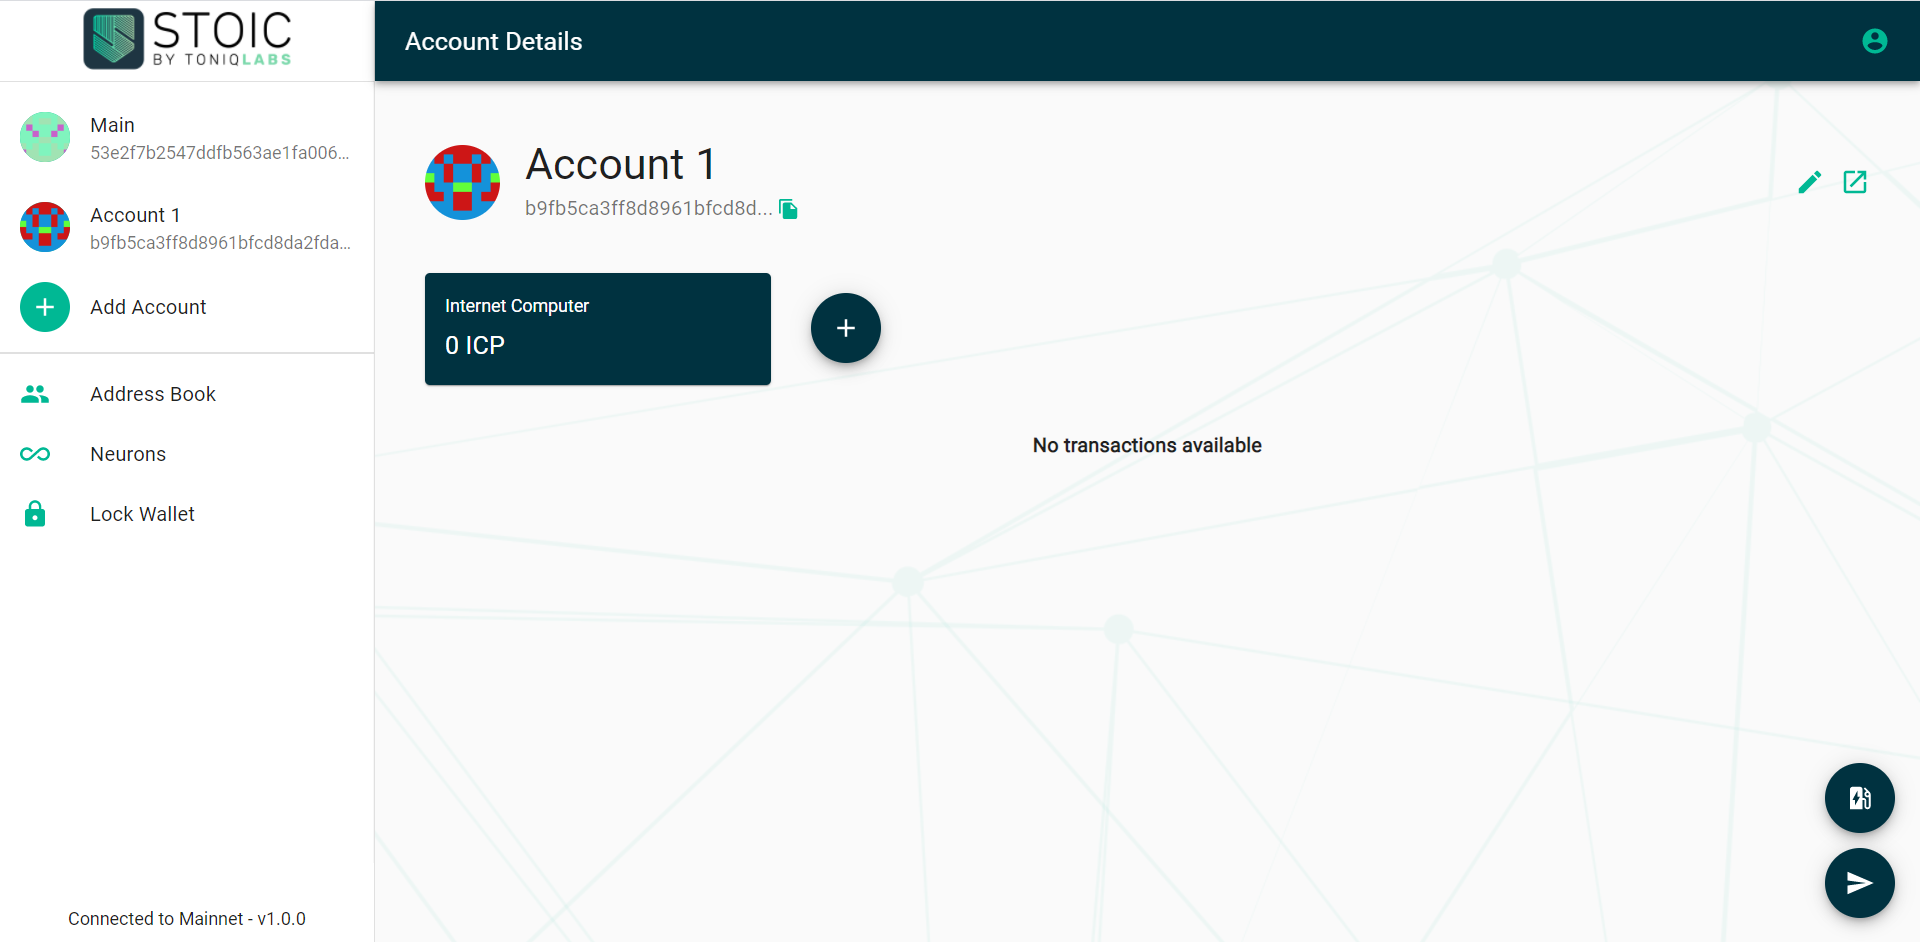 STOIC
BY TONIQLABS
Account Details
Main
53e2f7b2547ddfb563ae1fa006...
Account 1
b9fb5ca3ff8d8961bfcd8da2fda...
Add Account
Address Book
Neurons
Lock Wallet
Connected to Mainnet - v1.0.0
Account 1
b9fb5ca3ff8d8961bfcd8d...
Internet Computer
0 ICP
No transactions available